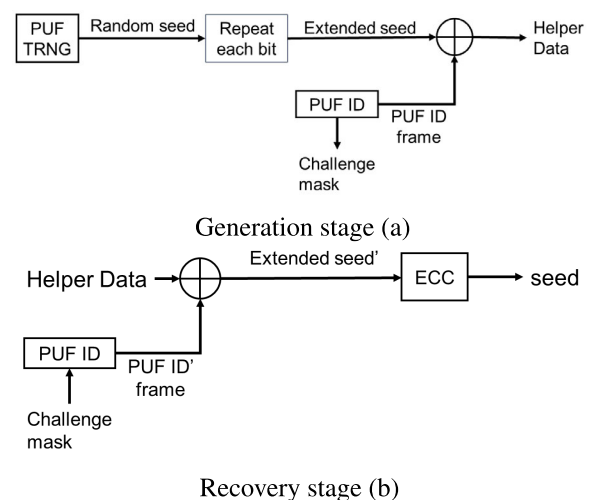 PUF
TRNG
Random seed
Repeat
each bit
Extended seed
Helper
Data
PUF ID
PUF ID
frame
Challenge
mask
Generation stage (a)
Helper Data
Extended seed’
ECC
seed
PUF ID
PUF ID’
frame
Challenge
mask
Recovery stage (b)